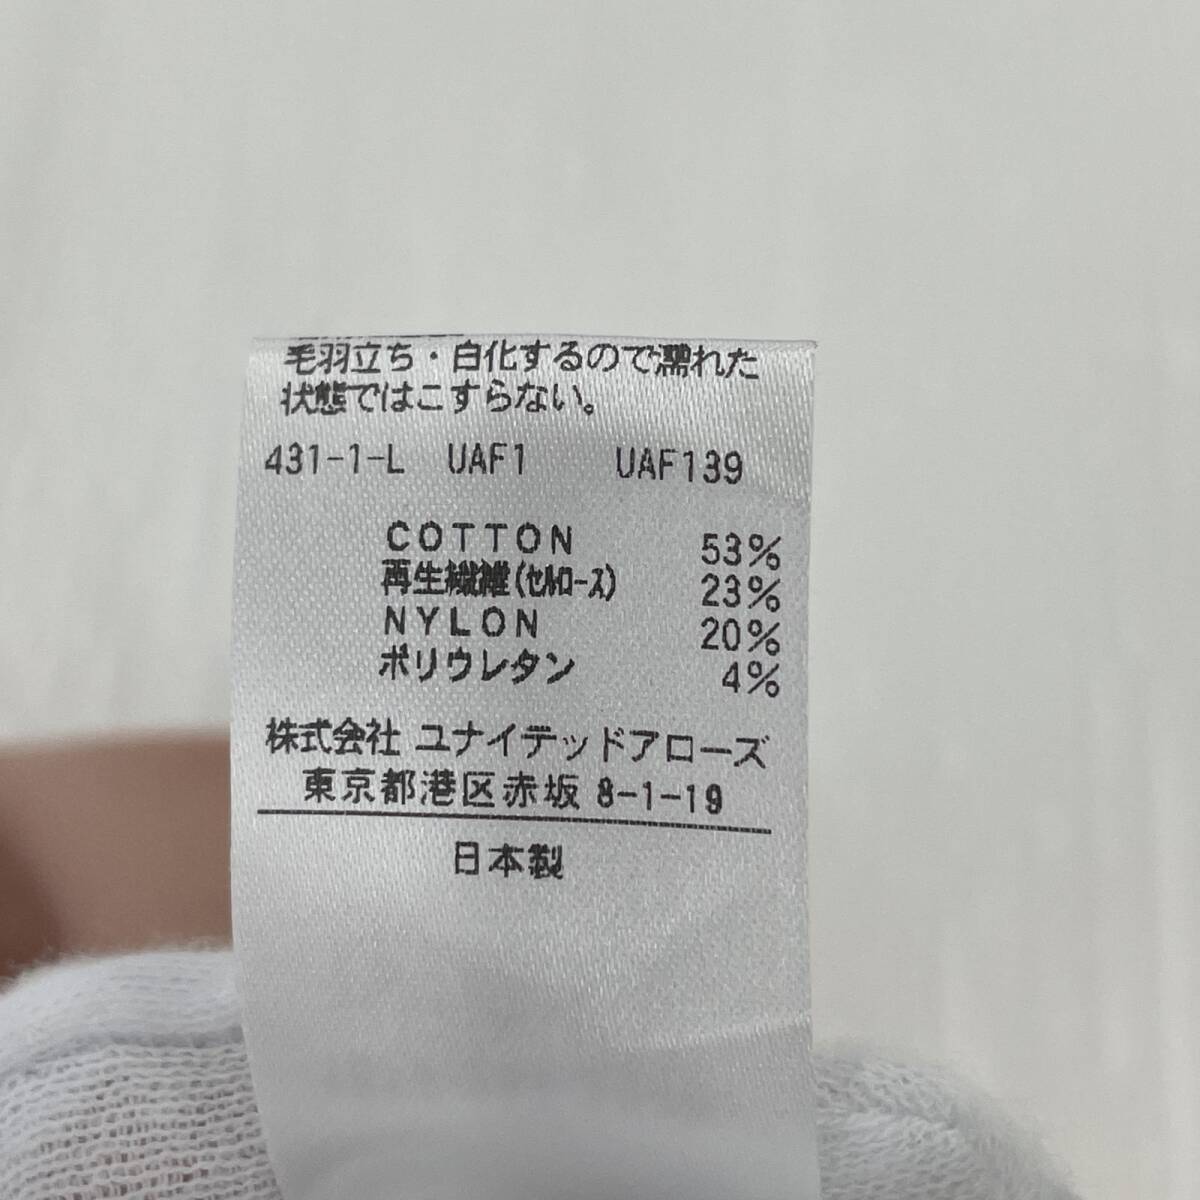 毛羽立ち・白化するので濡れた
状態ではこすらない。
431-1-L UAF1 UAF139
COTTON 53%
再生繊維(セルロース) 23%
NYLON 20%
ポリウレタン 4%
株式会社 ユナイテッドアローズ
東京都港区赤坂 8-1-19
日本製